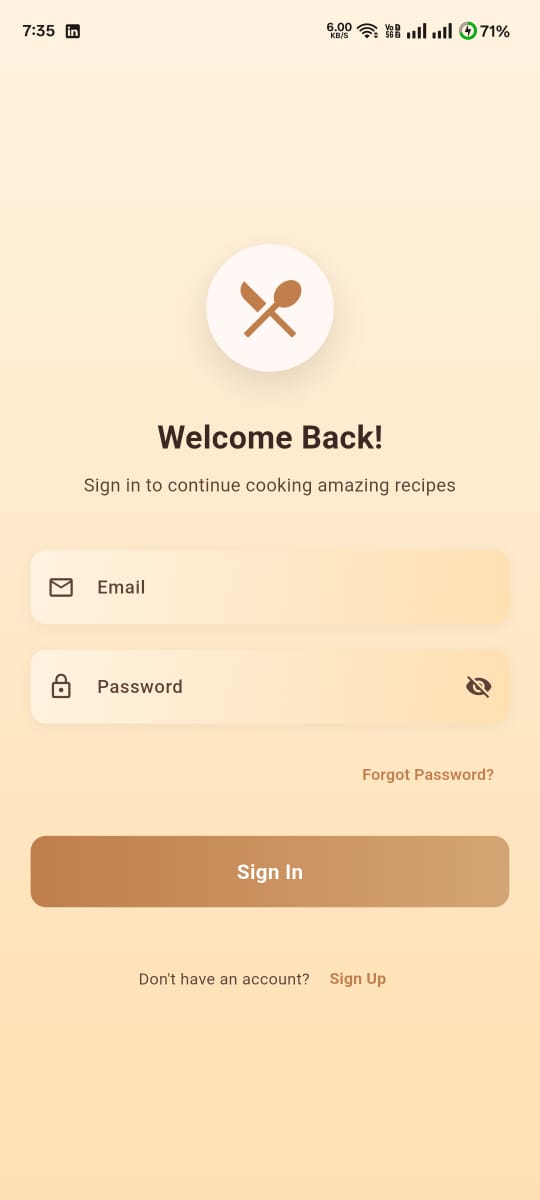 7:35 in 6.00 KB/S Vo 5G 71%
Welcome Back!
Sign in to continue cooking amazing recipes
Email
Password
Forgot Password?
Sign In
Don't have an account? Sign Up